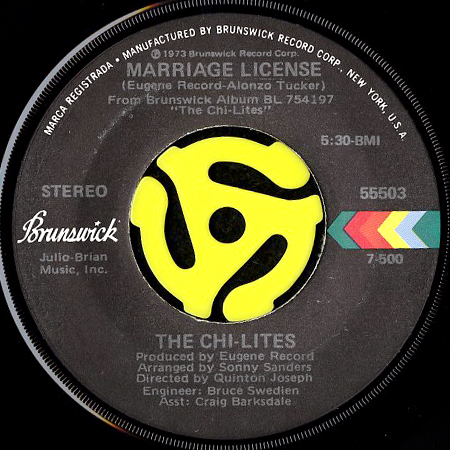 MARCA REGISTRADA • MANUFACTURED BY BRUNSWICK RECORD CORP. NEW YORK, U.S.A
℗ 1973 Brunswick Record Corp.
MARRIAGE LICENSE
(Eugene Record-Alonzo Tucker)
From Brunswick Album BL 754197
"The Chi-Lites"
5:30-BMI
STEREO
55503
Brunswick
Julio-Brian
Music, Inc.
7-500
THE CHI-LITES
Produced by Eugene Record
Arranged by Sonny Sanders
Directed by Quinton Joseph
Engineer: Bruce Swedien
Asst: Craig Barksdale